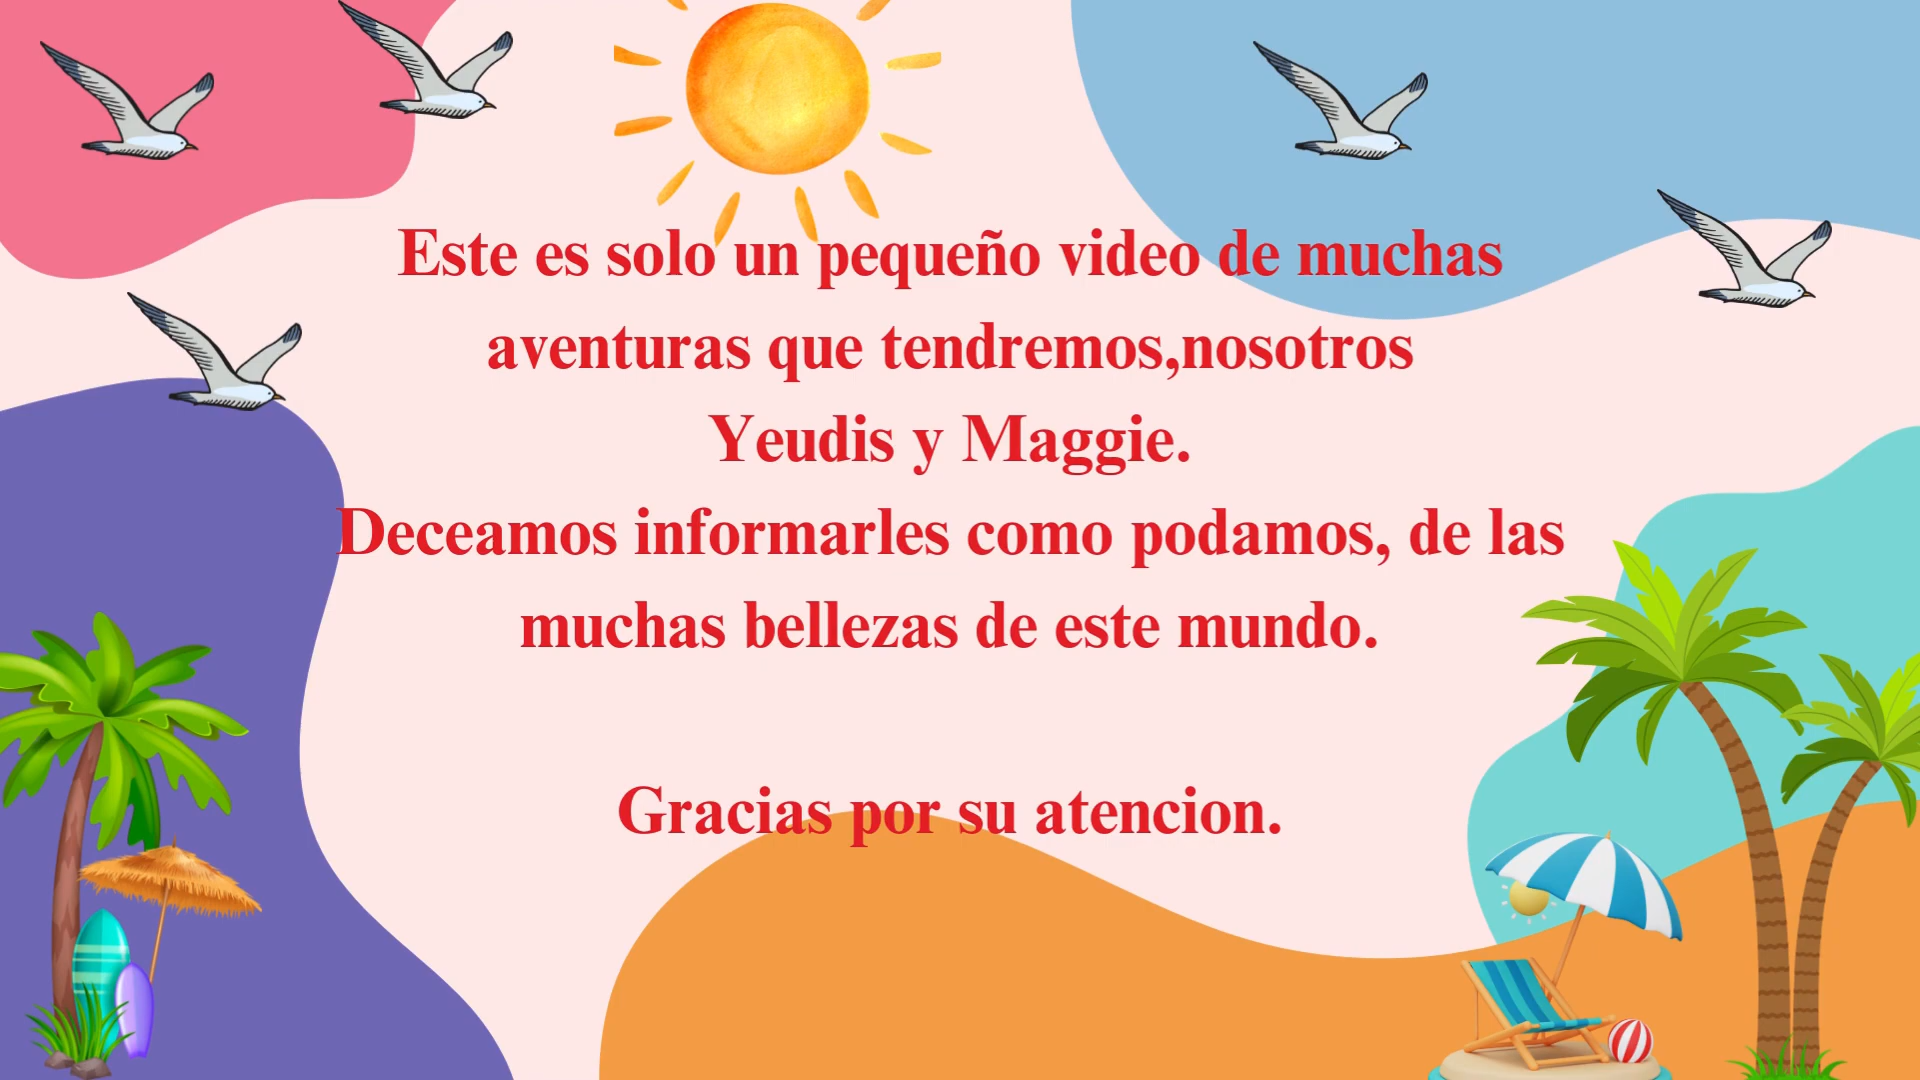 Este es solo un pequeño video de muchas
aventuras que tendremos,nosotros
Yeudis y Maggie.
Deceamos informarles como podamos, de las
muchas bellezas de este mundo.
Gracias por su atencion.